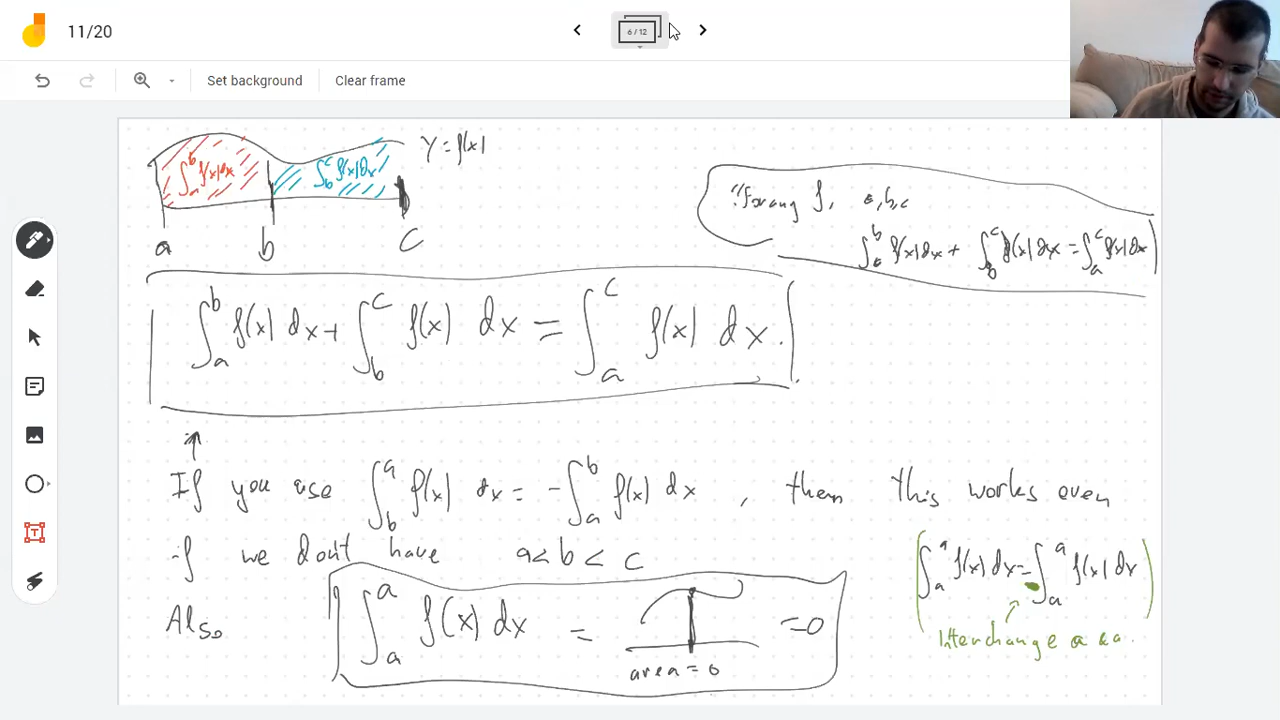 11/20
6 / 12
Set background
Clear frame
∫_a^b f(x) dx
∫_b^c f(x) dx
y = f(x)
a b c
"For any f, a,b,c
∫_a^b f(x) dx + ∫_b^c f(x) dx = ∫_a^c f(x) dx
∫_a^b f(x) dx + ∫_b^c f(x) dx = ∫_a^c f(x) dx.
If you use ∫_b^a f(x) dx = -∫_a^b f(x) dx , then this works even
if we don't have a < b < c
Also ∫_a^a f(x) dx = =0
area = 0
(∫_a^a f(x) dx = -∫_a^a f(x) dx)
Interchange a & a.